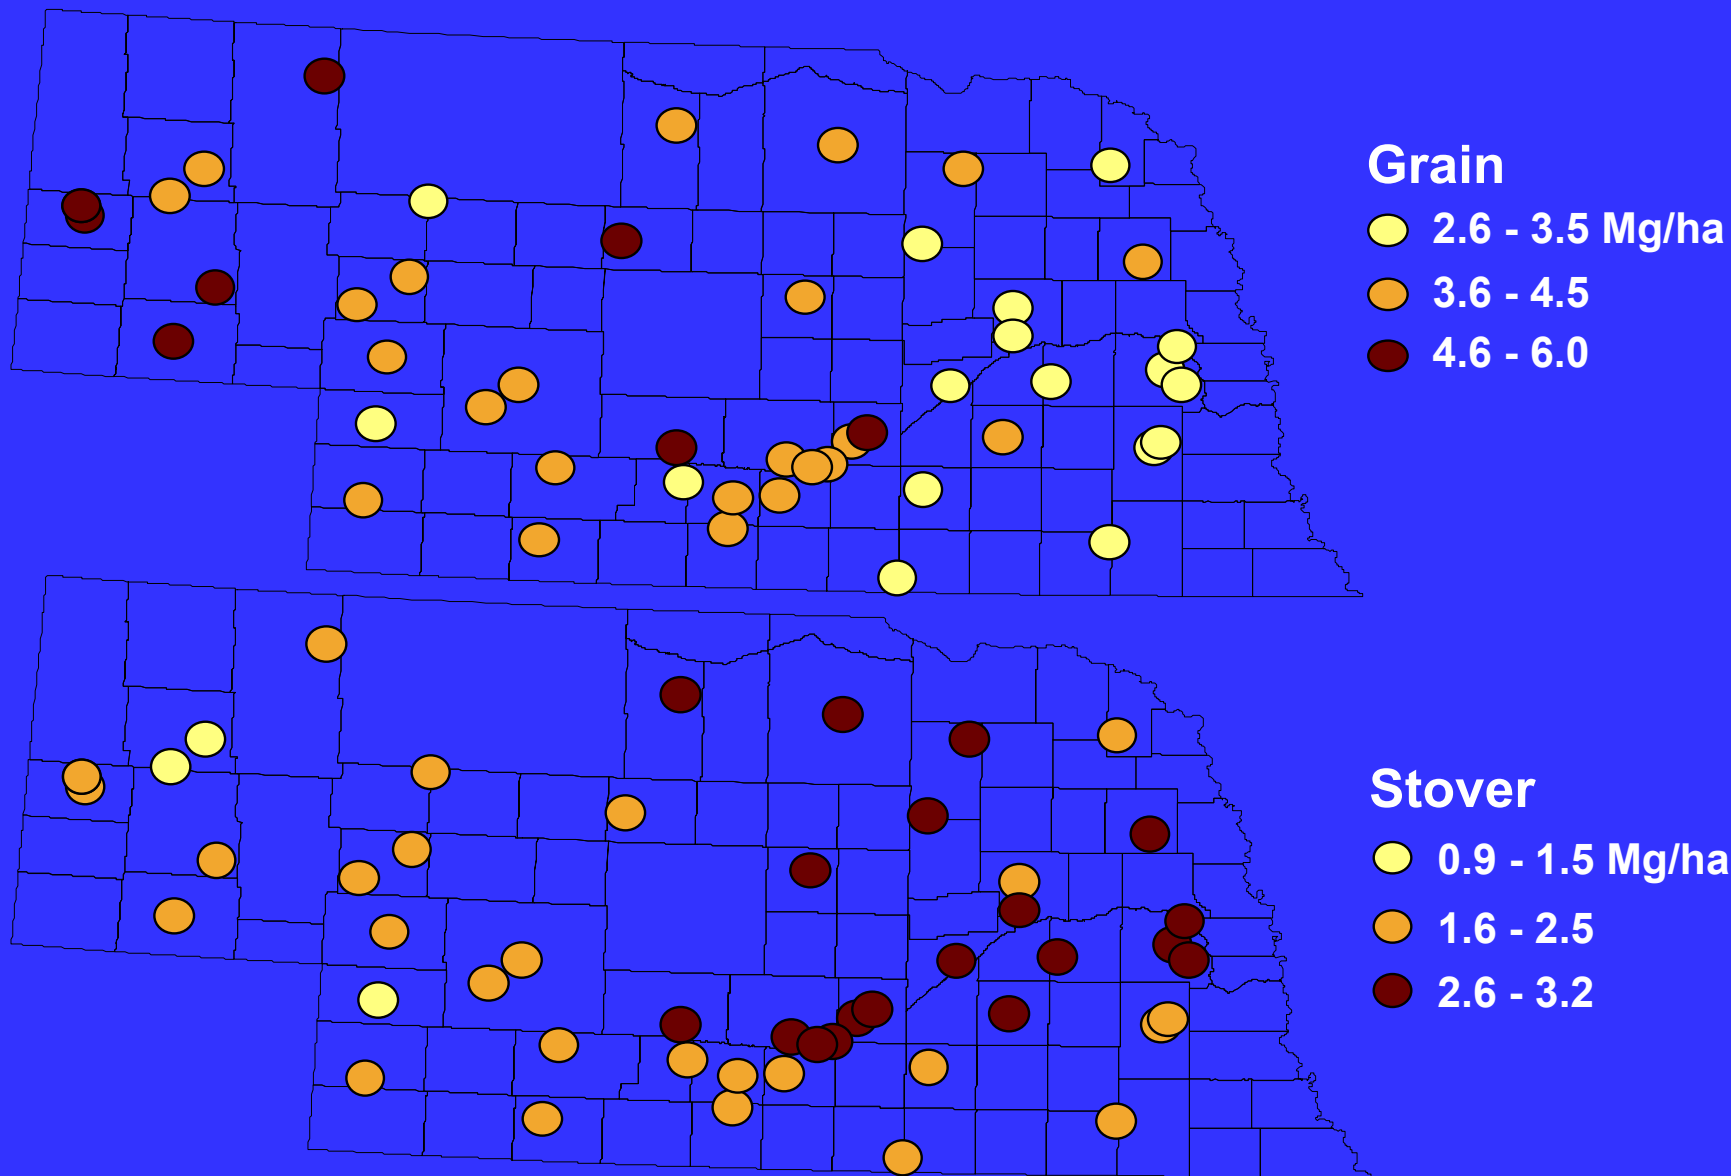 Grain
2.6 - 3.5 Mg/ha
3.6 - 4.5
4.6 - 6.0
Stover
0.9 - 1.5 Mg/ha
1.6 - 2.5
2.6 - 3.2